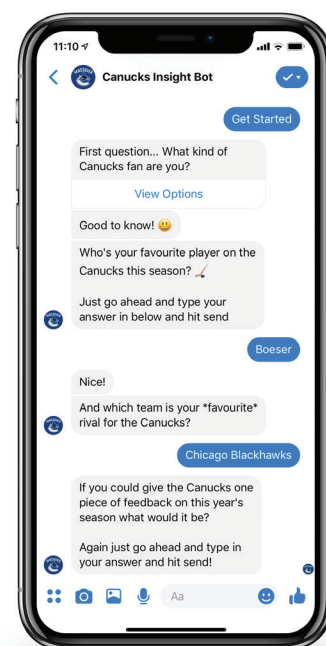 11:10
Canucks Insight Bot
Get Started
First question... What kind of
Canucks fan are you?
View Options
Good to know! 😃
Who's your favourite player on the
Canucks this season? 🏒
Just go ahead and type your
answer in below and hit send
Boeser
Nice!
And which team is your *favourite*
rival for the Canucks?
Chicago Blackhawks
If you could give the Canucks one
piece of feedback on this year's
season what would it be?
Again just go ahead and type in
your answer and hit send!
Aa